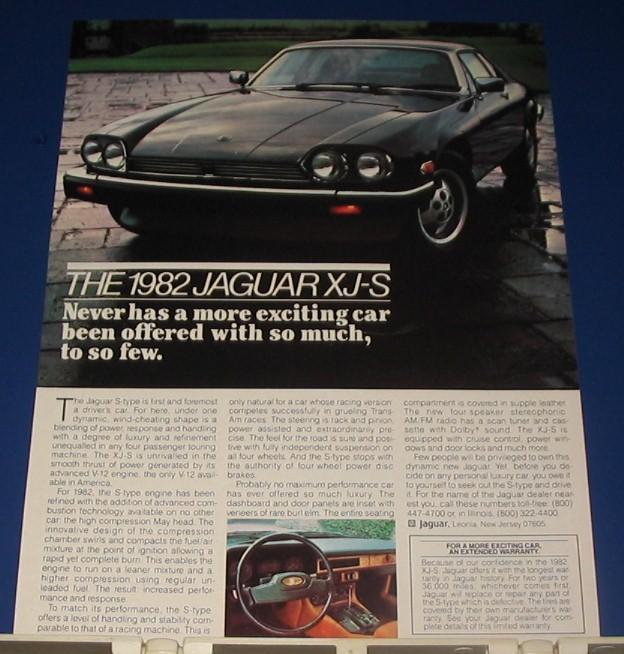 THE 1982 JAGUAR XJ-S
Never has a more exciting car
been offered with so much,
to so few.
The Jaguar S-type is first and foremost
a driver's car. For here, under one
dynamic, wind-cheating shape is a
blending of power, response and handling
with a degree of luxury and refinement
unequalled in any four passenger touring
machine. The XJ-S is unrivalled in the
smooth thrust of power generated by its
advanced V-12 engine, the only V-12 avail-
able in America.
For 1982, the S-type engine has been
refined with the addition of advanced com-
bustion technology available on no other
car: the high compression May head. The
innovative design of the compression
chamber swirls and compacts the fuel/air
mixture at the point of ignition allowing a
rapid yet complete burn. This enables the
engine to run on a leaner mixture and a
higher compression using regular un-
leaded fuel. The result: increased perfor-
mance and response.
To match its performance, the S-type
offers a level of handling and stability com-
parable to that of a racing machine. This is
only natural for a car whose racing version
competes successfully in grueling Trans-
Am races. The steering is rack and pinion,
power assisted and extraordinarily pre-
cise. The feel for the road is sure and posi-
tive with fully independent suspension on
all four wheels. And the S-type stops with
the authority of four wheel power disc
brakes.
Probably no maximum performance car
has ever offered so much luxury. The
dashboard and door panels are inset with
veneers of rare burl elm. The entire seating
compartment is covered in supple leather.
The new four speaker stereophonic
AM/FM radio has a scan tuner and cas-
sette with Dolby® sound. The XJ-S is
equipped with cruise control, power win-
dows and door locks and much more.
Few people will be privileged to own this
dynamic new Jaguar. Yet, before you de-
cide on any personal luxury car you owe it
to yourself to seek out the S-type and drive
it. For the name of the Jaguar dealer near-
est you, call these numbers toll-free: (800)
447-4700 or, in Illinois, (800) 322-4400.
Jaguar, Leonia, New Jersey 07605.
FOR A MORE EXCITING CAR,
AN EXTENDED WARRANTY.
Because of our confidence in the 1982
XJ-S, Jaguar offers it with the longest war-
ranty in Jaguar history. For two years or
36,000 miles, whichever comes first,
Jaguar will replace or repair any part of
the S-type which is defective. The tires are
covered by their own manufacturer's war-
ranty. See your Jaguar dealer for com-
plete details of this limited warranty.